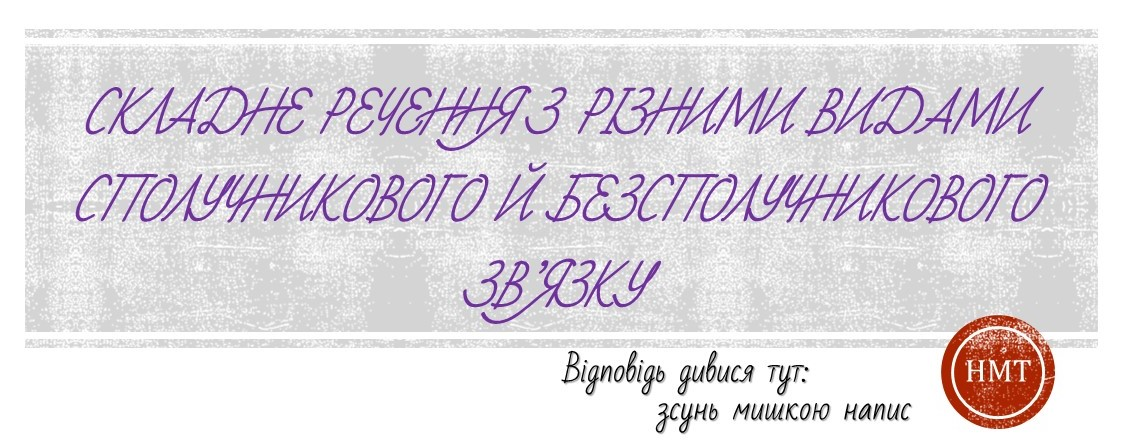 СКЛАДНЕ РЕЧЕННЯ З РІЗНИМИ ВИДАМИ
СПОЛУЧНИКОВОГО Й БЕЗСПОЛУЧНИКОВОГО
ЗВ’ЯЗКУ
Відповідь дивися тут:
зсунь мишкою напис
НМТ